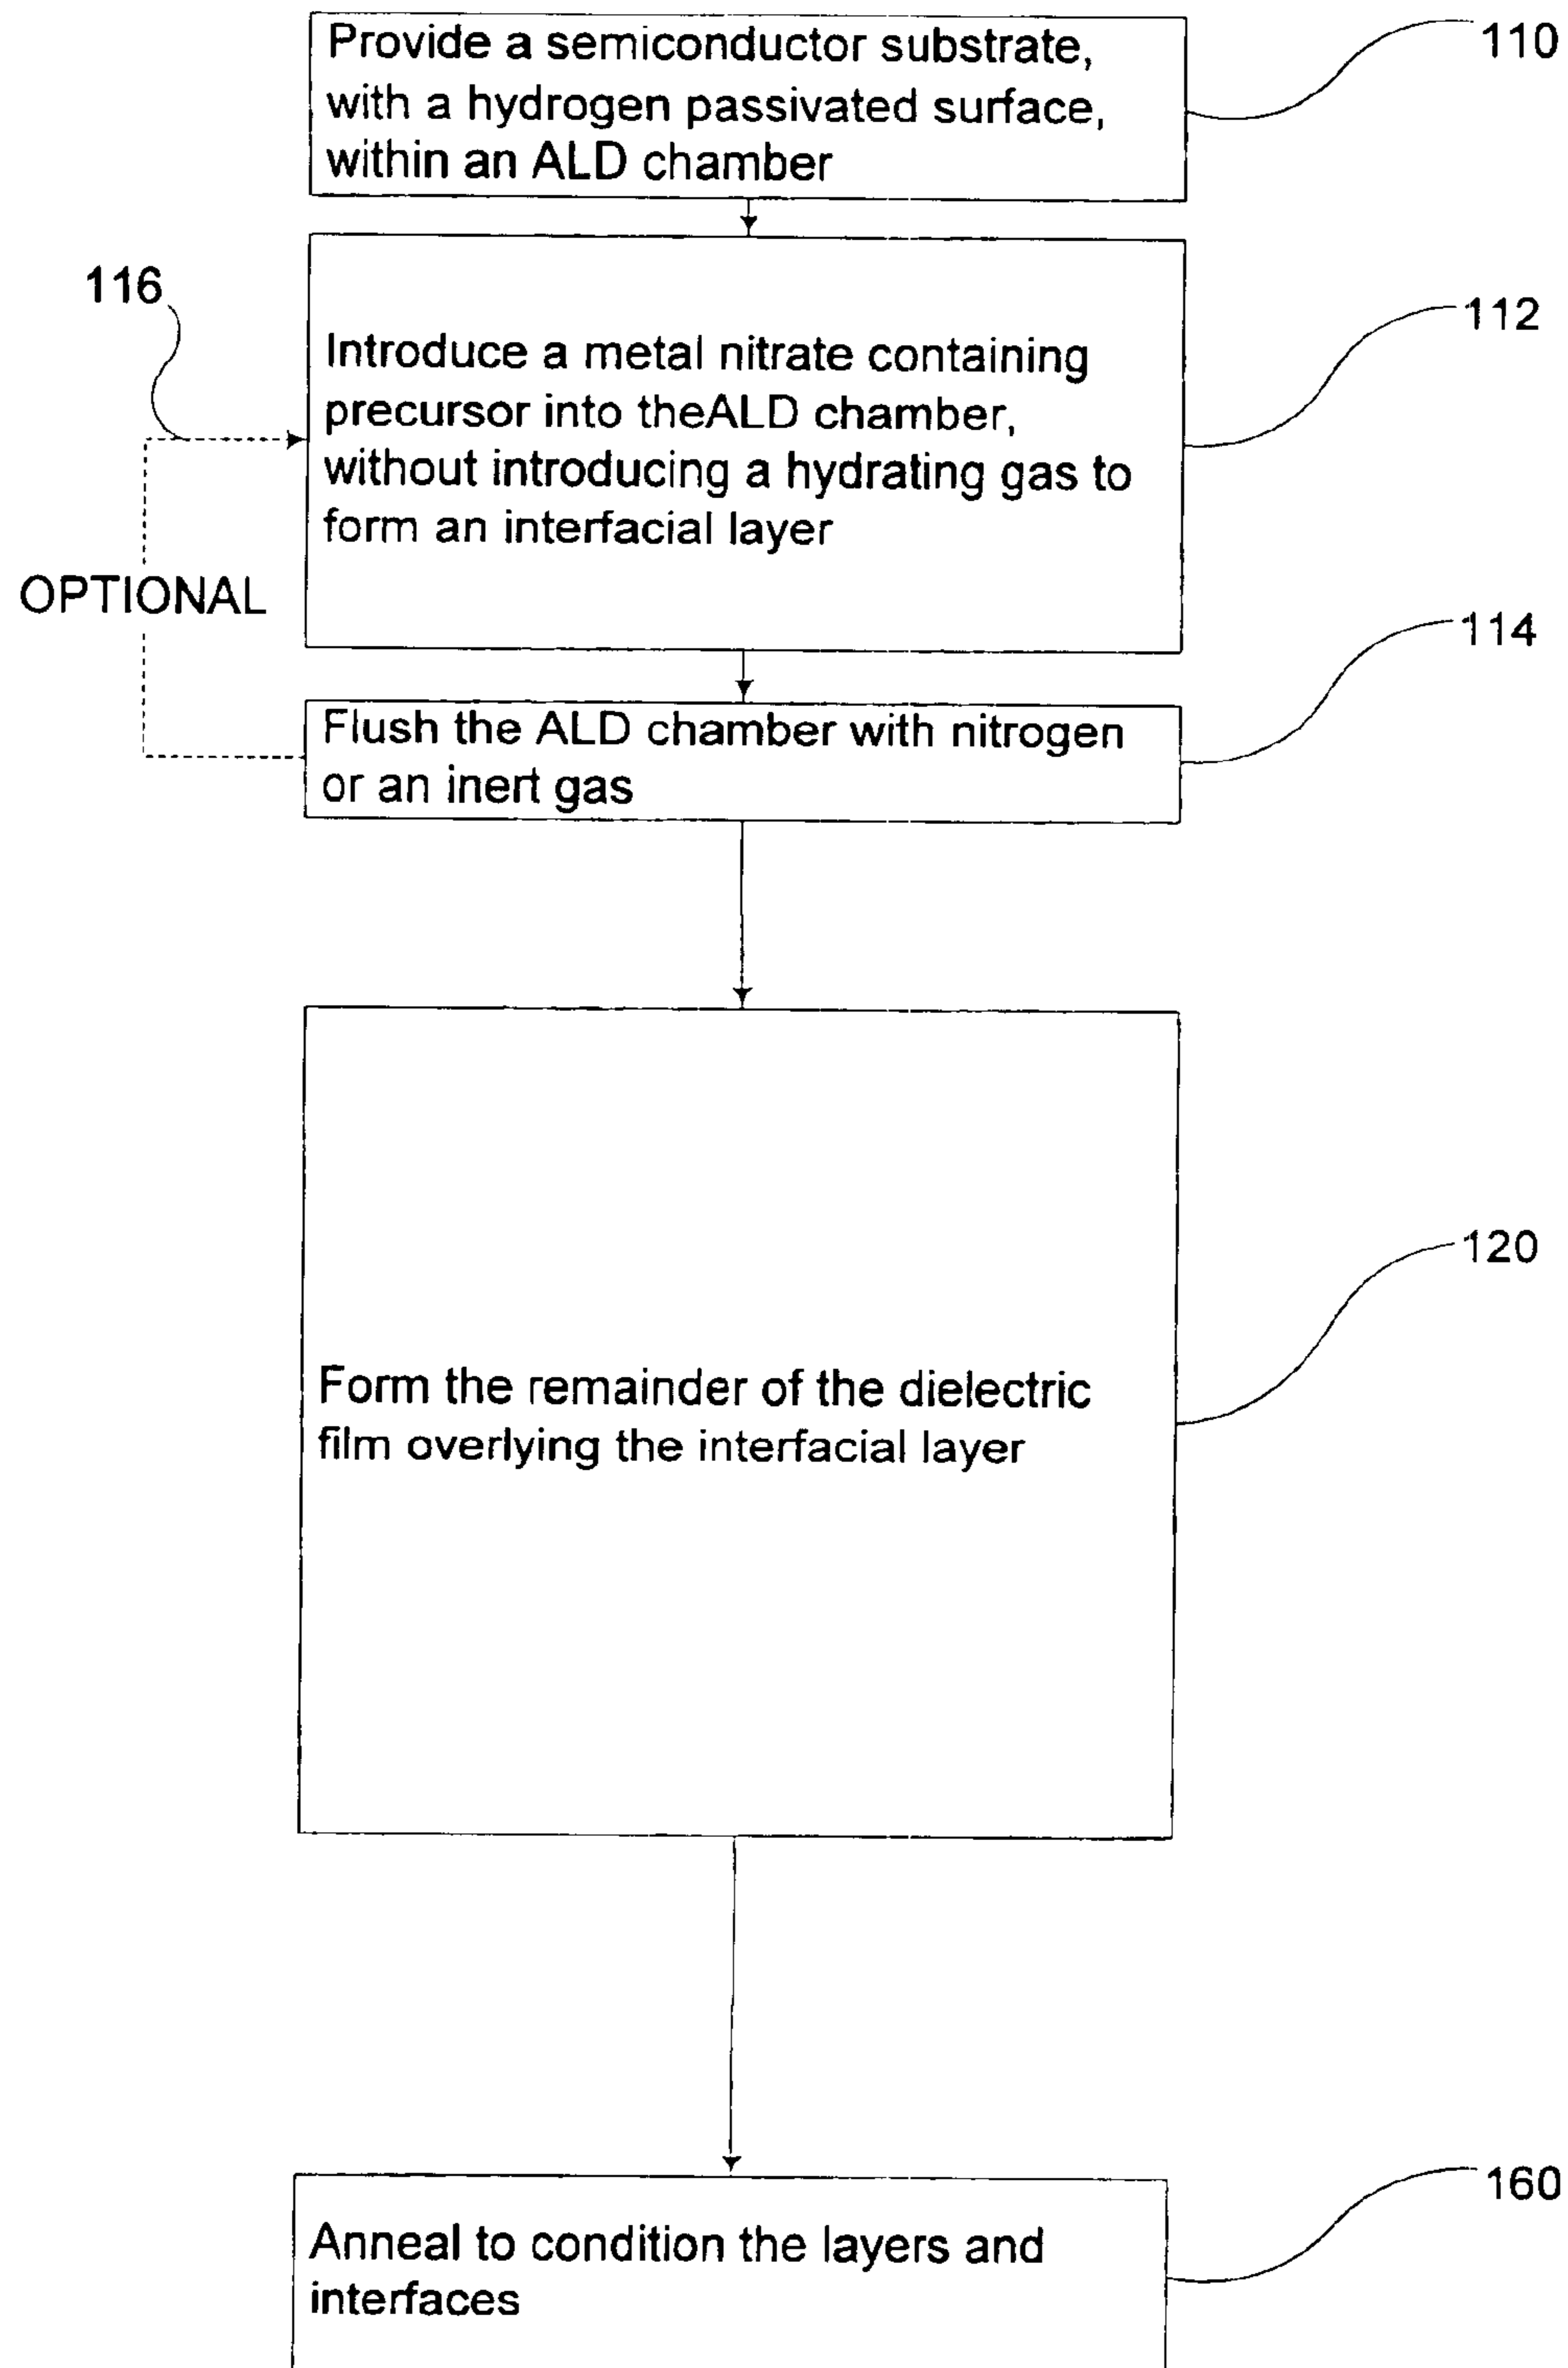 Provide a semiconductor substrate,
with a hydrogen passivated surface,
within an ALD chamber
110
116
Introduce a metal nitrate containing
precursor into theALD chamber,
without introducing a hydrating gas to
form an interfacial layer
112
OPTIONAL
114
Flush the ALD chamber with nitrogen
or an inert gas
120
Form the remainder of the dielectric
film overlying the interfacial layer
160
Anneal to condition the layers and
interfaces